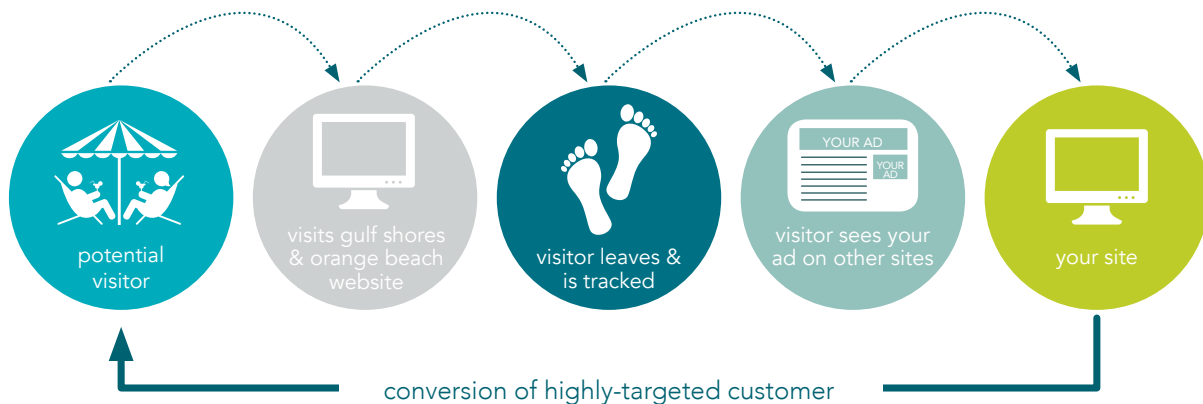 potential
visitor
visits gulf shores
& orange beach
website
visitor leaves &
is tracked
YOUR AD
YOUR
AD
visitor sees your
ad on other sites
your site
conversion of highly-targeted customer